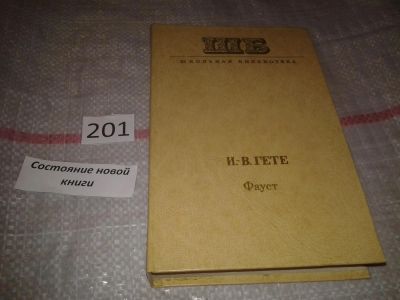 ШБ
ШКОЛЬНАЯ БИБЛИОТЕКА
201
Состояние новой
книги
И.-В. ГЕТЕ
Фауст